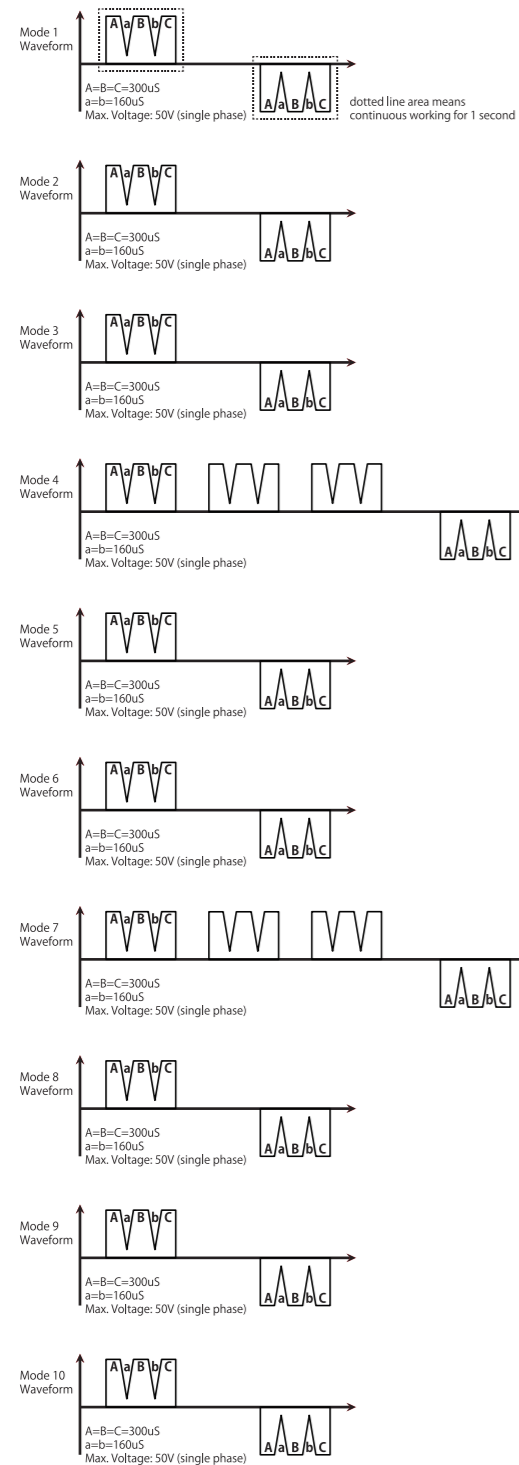 Mode 1
Waveform
A a B b C
A=B=C=300uS
a=b=160uS
Max. Voltage: 50V (single phase)
A a B b C
dotted line area means
continuous working for 1 second
Mode 2
Waveform
A a B b C
A=B=C=300uS
a=b=160uS
Max. Voltage: 50V (single phase)
A a B b C
Mode 3
Waveform
A a B b C
A=B=C=300uS
a=b=160uS
Max. Voltage: 50V (single phase)
A a B b C
Mode 4
Waveform
A a B b C
A=B=C=300uS
a=b=160uS
Max. Voltage: 50V (single phase)
A a B b C
Mode 5
Waveform
A a B b C
A=B=C=300uS
a=b=160uS
Max. Voltage: 50V (single phase)
A a B b C
Mode 6
Waveform
A a B b C
A=B=C=300uS
a=b=160uS
Max. Voltage: 50V (single phase)
A a B b C
Mode 7
Waveform
A a B b C
A=B=C=300uS
a=b=160uS
Max. Voltage: 50V (single phase)
A a B b C
Mode 8
Waveform
A a B b C
A=B=C=300uS
a=b=160uS
Max. Voltage: 50V (single phase)
A a B b C
Mode 9
Waveform
A a B b C
A=B=C=300uS
a=b=160uS
Max. Voltage: 50V (single phase)
A a B b C
Mode 10
Waveform
A a B b C
A=B=C=300uS
a=b=160uS
Max. Voltage: 50V (single phase)
A a B b C